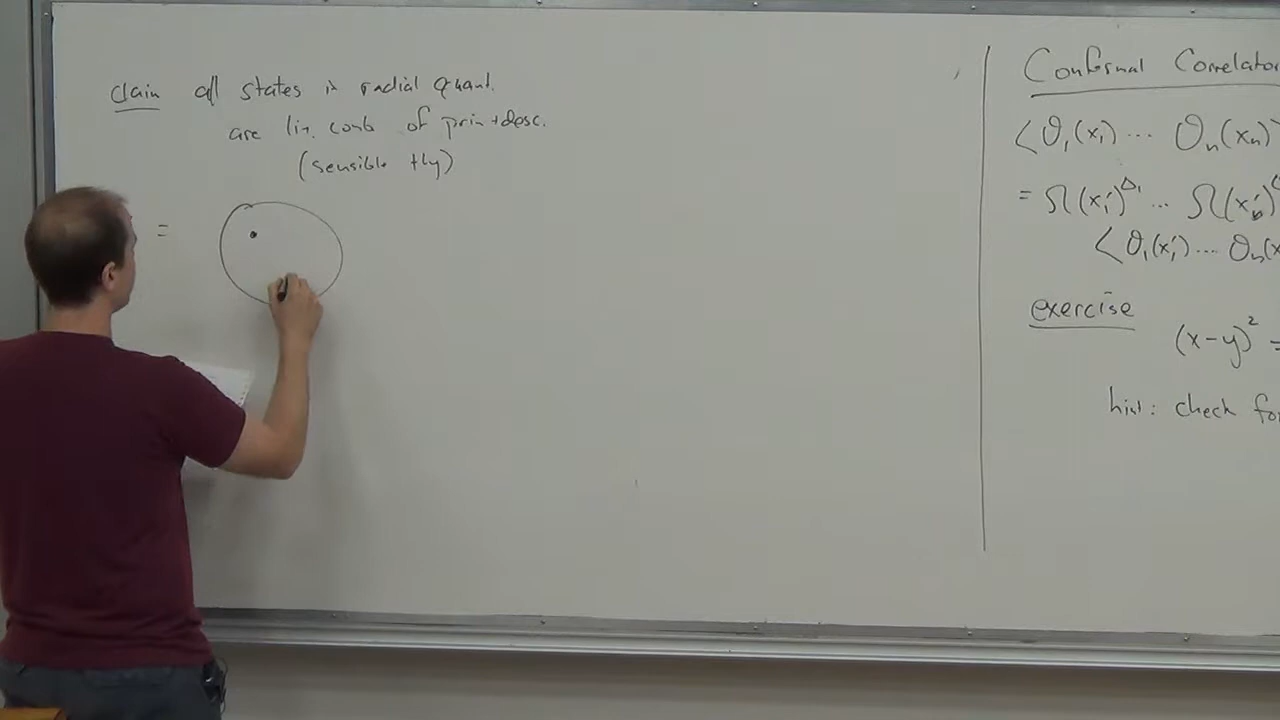 Claim all states in radial quant.
are lin. comb of prim+desc.
(sensible thy)
=
Conformal Correlator
<O₁(x₁) ... Oₙ(xₙ)>
= Ω(x₁')^Δ₁ ... Ω(xₙ')^Δ
<O₁(x₁') ... Oₙ(x
exercise
(x-y)² =
hint: check for